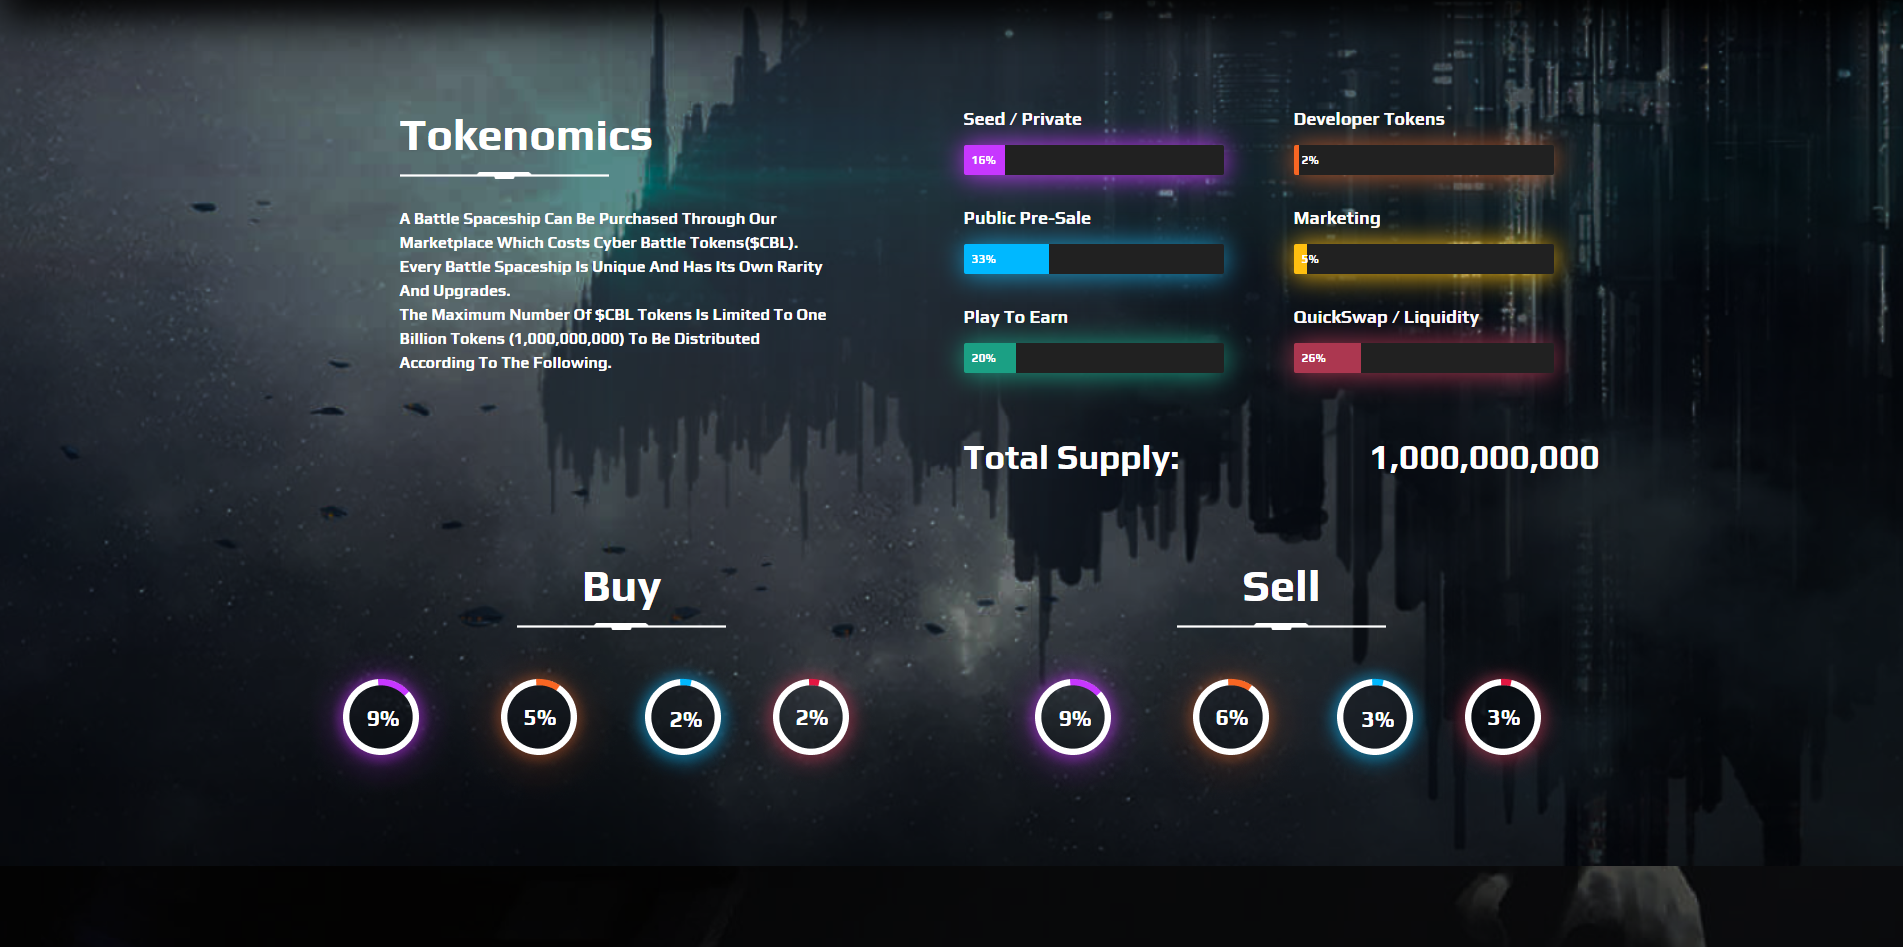 Tokenomics
A Battle Spaceship Can Be Purchased Through Our
Marketplace Which Costs Cyber Battle Tokens($CBL).
Every Battle Spaceship Is Unique And Has Its Own Rarity
And Upgrades.
The Maximum Number Of $CBL Tokens Is Limited To One
Billion Tokens (1,000,000,000) To Be Distributed
According To The Following.
Seed / Private
16%
Developer Tokens
2%
Public Pre-Sale
33%
Marketing
5%
Play To Earn
20%
QuickSwap / Liquidity
26%
Total Supply: 1,000,000,000
Buy
9% 5% 2% 2%
Sell
9% 6% 3% 3%